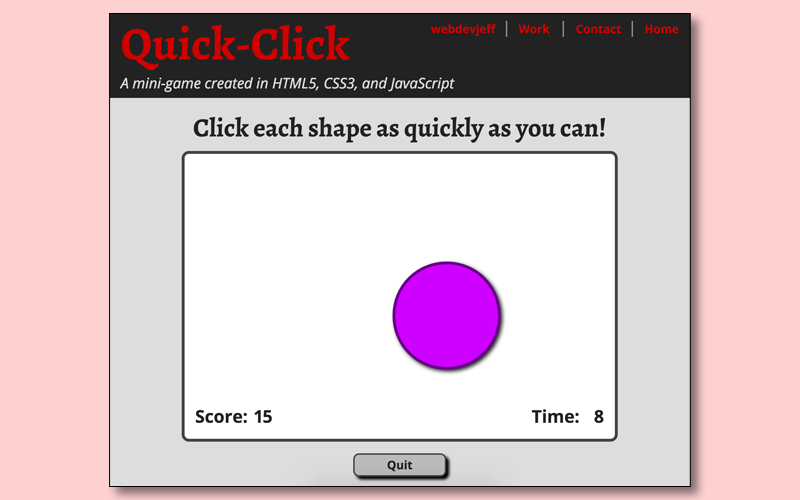 Quick-Click
webdevjeff | Work | Contact | Home
A mini-game created in HTML5, CSS3, and JavaScript
Click each shape as quickly as you can!
Score: 15
Time: 8
Quit